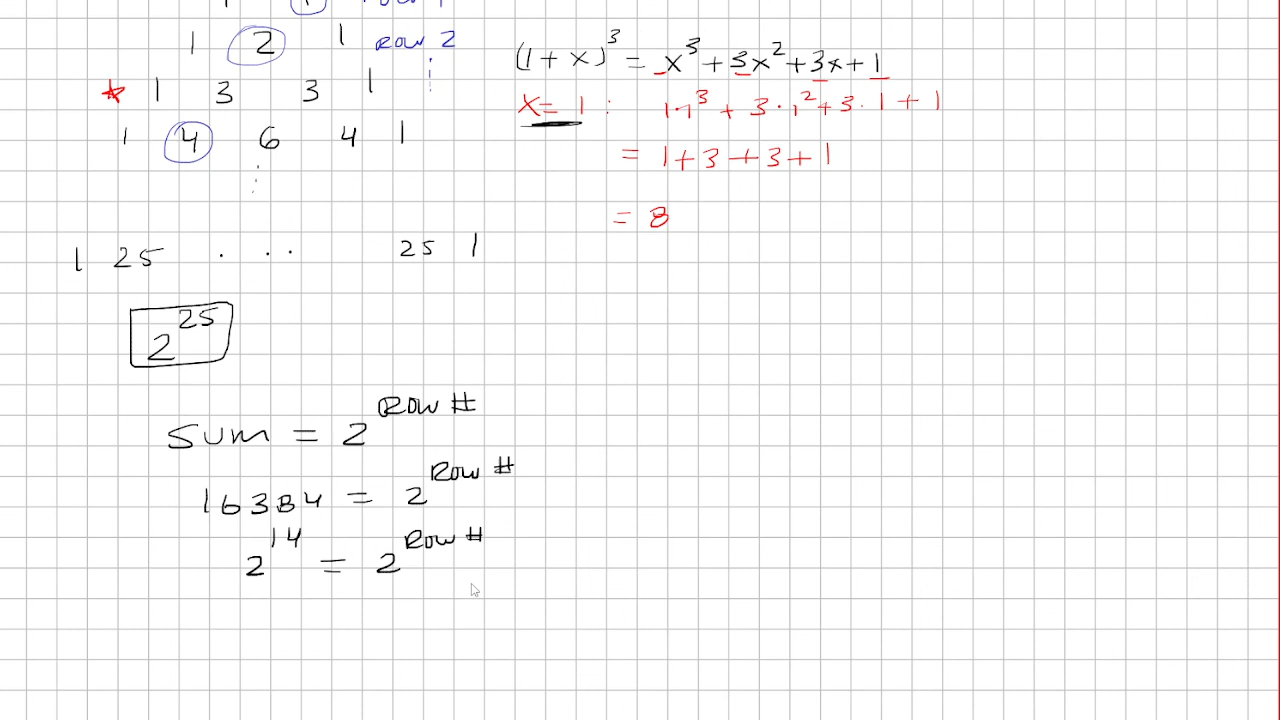 1 2 1 ROW 2
1 3 3 1
1 4 6 4 1
1 25 . . . 25 1
2^25
SUM = 2^ROW #
16384 = 2^ROW #
2^14 = 2^ROW #
(1 + x)^3 = x^3 + 3x^2 + 3x + 1
x = 1 : 1·1^3 + 3·1^2 + 3·1 + 1
= 1 + 3 + 3 + 1
= 8